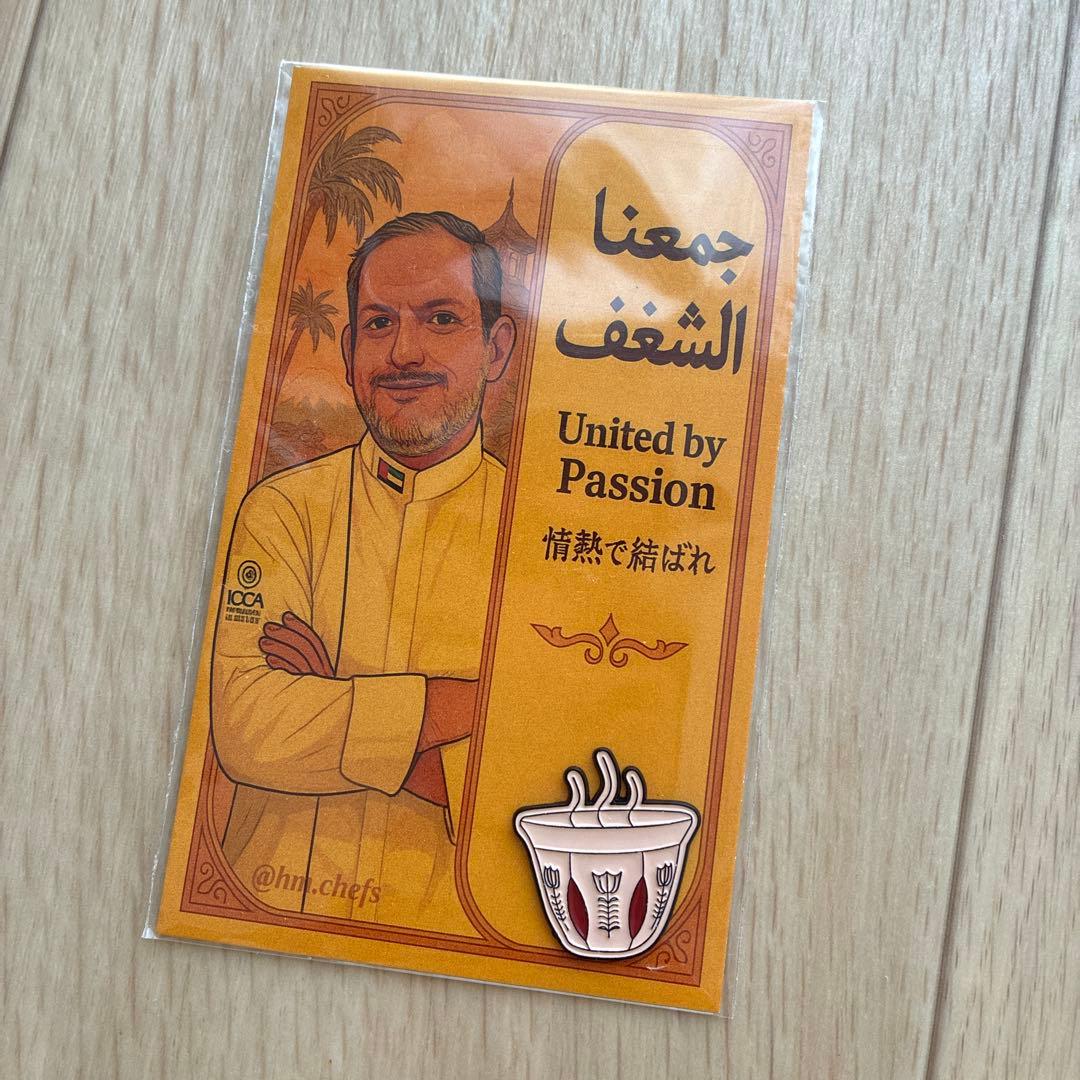 جمعنا
الشغف
United by
Passion
情熱で結ばれ
ICCA
@hm.chefs